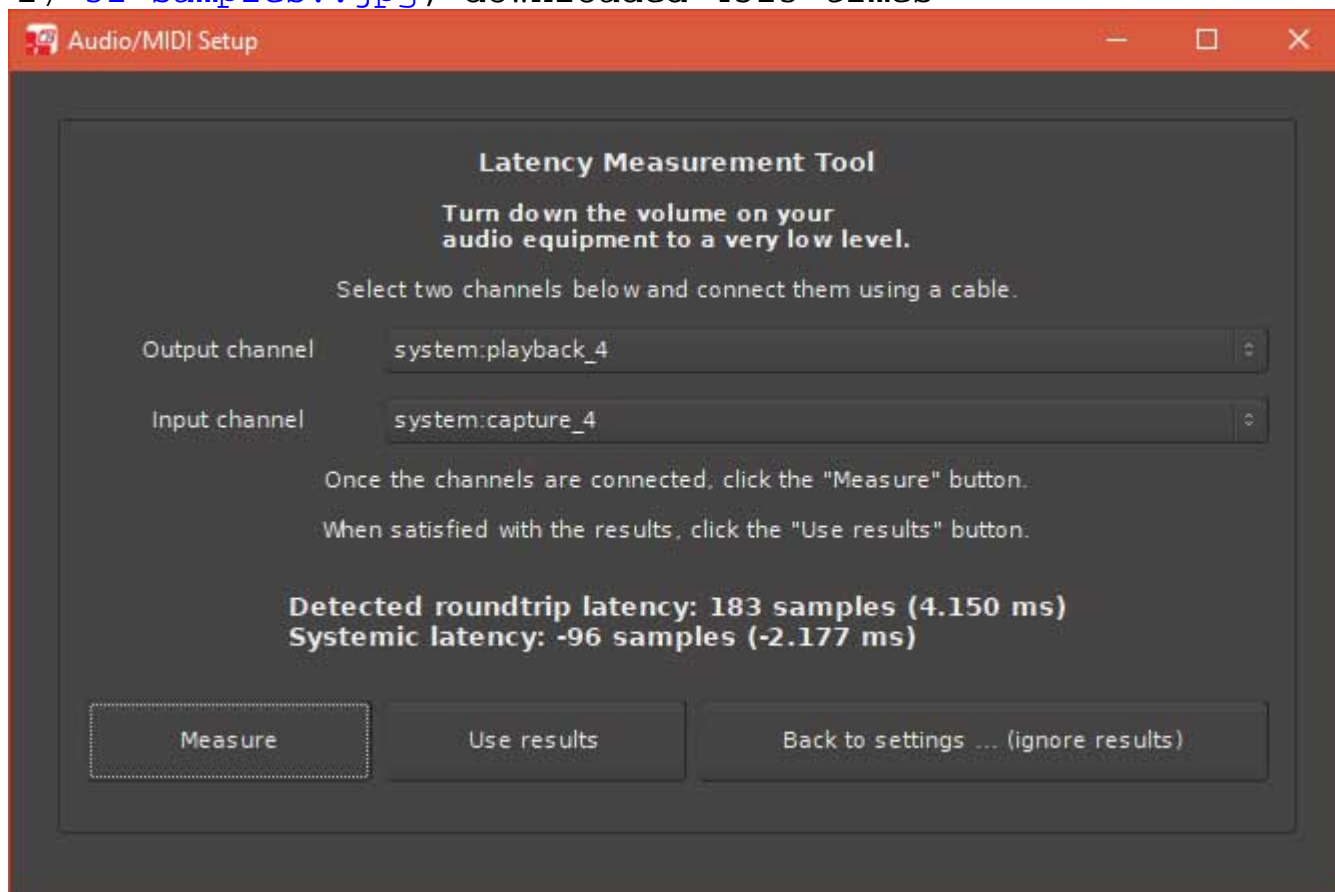 Audio/MIDI Setup
Latency Measurement Tool
Turn down the volume on your
audio equipment to a very low level.
Select two channels below and connect them using a cable.
Output channel system:playback_4
Input channel system:capture_4
Once the channels are connected, click the "Measure" button.
When satisfied with the results, click the "Use results" button.
Detected roundtrip latency: 183 samples (4.150 ms)
Systemic latency: -96 samples (-2.177 ms)
Measure Use results Back to settings ... (ignore results)